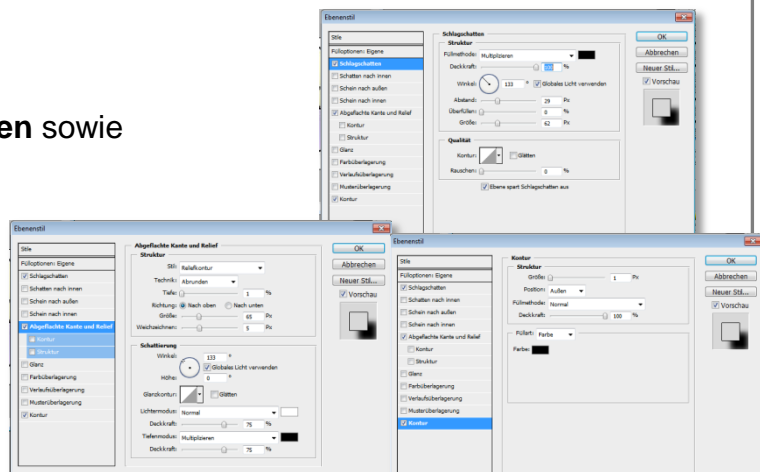 en sowie
Ebenenstil
Stile
Fülloptionen: Eigene
Schlagschatten
Schatten nach innen
Schein nach außen
Schein nach innen
Abgeflachte Kante und Relief
Kontur
Struktur
Glanz
Farbüberlagerung
Verlaufsüberlagerung
Musterüberlagerung
Kontur
Schlagschatten
Struktur
Füllmethode: Multiplizieren
Deckkraft: %
Winkel: 133 ° Globales Licht verwenden
Abstand: 29 Px
Überfüllen: 0 %
Größe: 62 Px
Qualität
Kontur: Glätten
Rauschen: 0 %
Ebene spart Schlagschatten aus
OK
Abbrechen
Neuer Stil...
Vorschau
Ebenenstil
Stile
Fülloptionen: Eigene
Schlagschatten
Schatten nach innen
Schein nach außen
Schein nach innen
Abgeflachte Kante und Relief
Kontur
Struktur
Glanz
Farbüberlagerung
Verlaufsüberlagerung
Musterüberlagerung
Kontur
Abgeflachte Kante und Relief
Struktur
Stil: Reliefkontur
Technik: Abrunden
Tiefe: 1 %
Richtung: Nach oben Nach unten
Größe: 65 Px
Weichzeichnen: 5 Px
Schattierung
Winkel: 133 °
Globales Licht verwenden
Höhe: 0 °
Glanzkontur: Glätten
Lichtermodus: Normal
Deckkraft: 75 %
Tiefenmodus: Multiplizieren
Deckkraft: 75 %
OK
Abbrechen
Neuer Stil...
Vorschau
Ebenenstil
Stile
Fülloptionen: Eigene
Schlagschatten
Schatten nach innen
Schein nach außen
Schein nach innen
Abgeflachte Kante und Relief
Kontur
Struktur
Glanz
Farbüberlagerung
Verlaufsüberlagerung
Musterüberlagerung
Kontur
Kontur
Struktur
Größe: 1 Px
Position: Außen
Füllmethode: Normal
Deckkraft: 100 %
Füllart: Farbe
Farbe:
OK
Abbrechen
Neuer Stil...
Vorschau